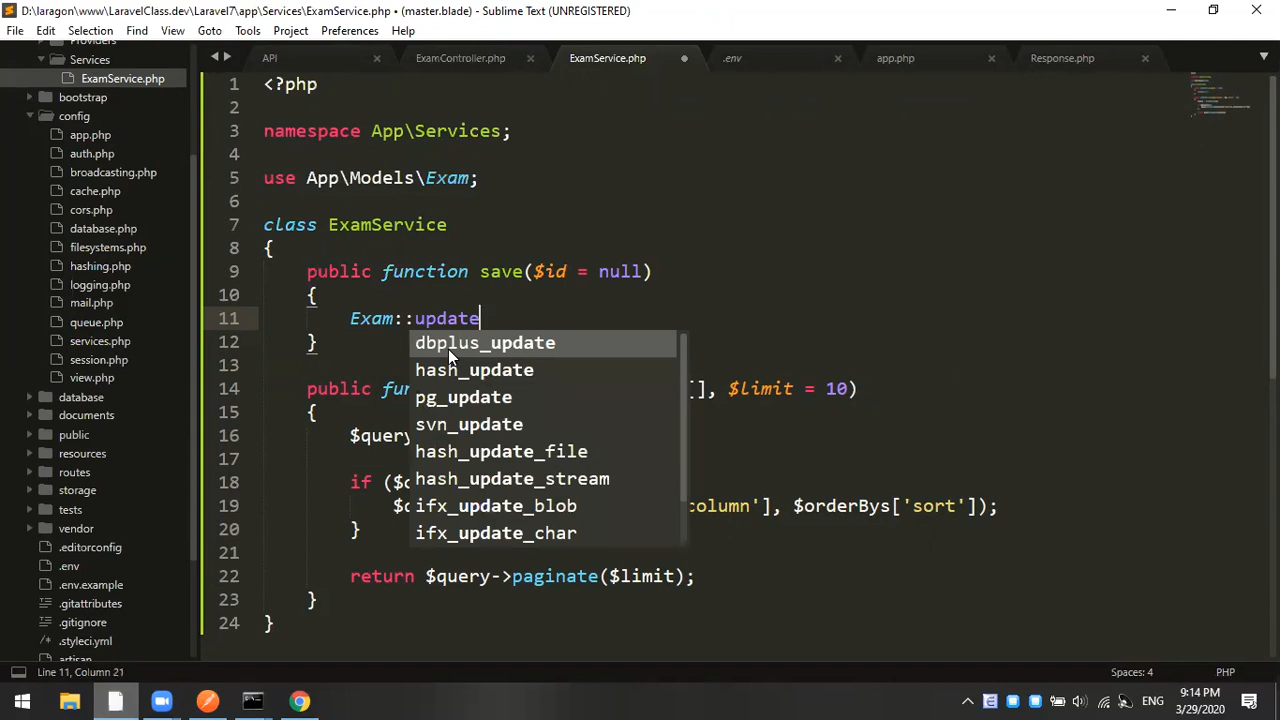 D:\laragon\www\LaravelClass.dev\Laravel7\app\Services\ExamService.php • (master.blade) - Sublime Text (UNREGISTERED)
File Edit Selection Find View Goto Tools Project Preferences Help
Providers
Services
ExamService.php
bootstrap
config
app.php
auth.php
broadcasting.php
cache.php
cors.php
database.php
filesystems.php
hashing.php
logging.php
mail.php
queue.php
services.php
session.php
view.php
database
documents
public
resources
routes
storage
tests
vendor
.editorconfig
.env
.env.example
.gitattributes
.gitignore
.styleci.yml
artisan
API ExamController.php ExamService.php .env app.php Response.php
1 <?php
2
3 namespace App\Services;
4
5 use App\Models\Exam;
6
7 class ExamService
8 {
9 public function save($id = null)
10 {
11 Exam::update
12 }
13
14 public fun [], $limit = 10)
15 {
16 $query
17
18 if ($
19 $ column'], $orderBys['sort']);
20 }
21
22 return $query->paginate($limit);
23 }
24 }
dbplus_update
hash_update
pg_update
svn_update
hash_update_file
hash_update_stream
ifx_update_blob
ifx_update_char
Line 11, Column 21 Spaces: 4 PHP
ENG 9:14 PM
3/29/2020